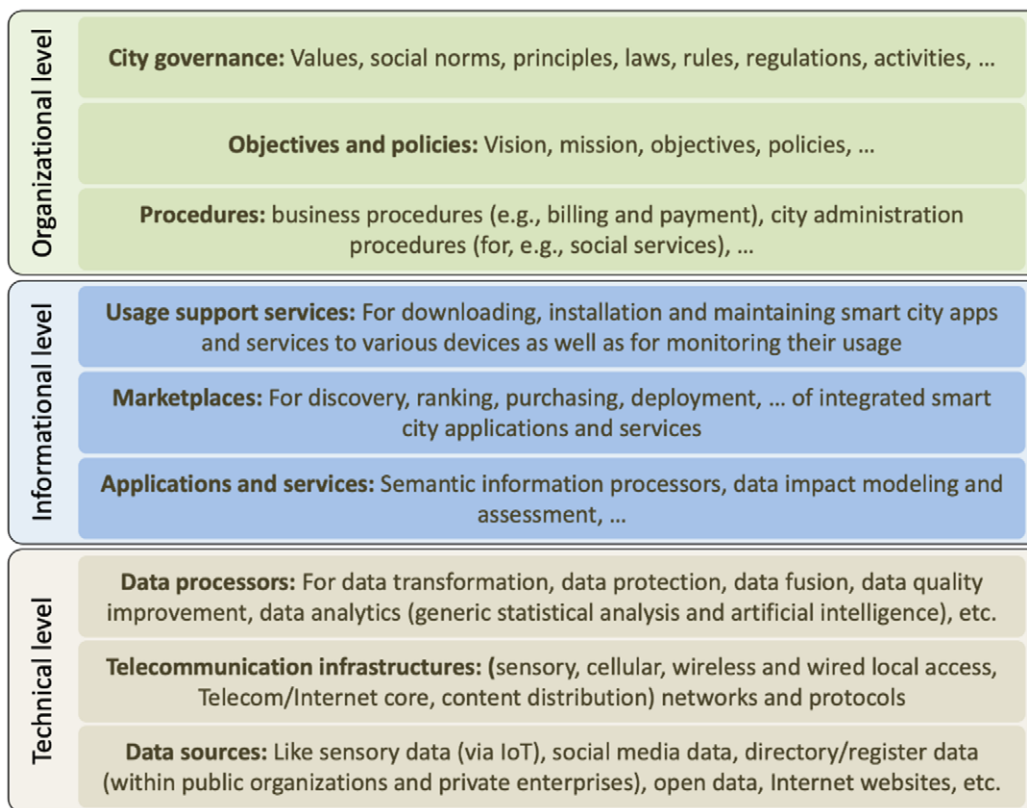 Organizational level
City governance: Values, social norms, principles, laws, rules, regulations, activities, …
Objectives and policies: Vision, mission, objectives, policies, …
Procedures: business procedures (e.g., billing and payment), city administration
procedures (for, e.g., social services), …
Informational level
Usage support services: For downloading, installation and maintaining smart city apps
and services to various devices as well as for monitoring their usage
Marketplaces: For discovery, ranking, purchasing, deployment, … of integrated smart
city applications and services
Applications and services: Semantic information processors, data impact modeling and
assessment, …
Technical level
Data processors: For data transformation, data protection, data fusion, data quality
improvement, data analytics (generic statistical analysis and artificial intelligence), etc.
Telecommunication infrastructures: (sensory, cellular, wireless and wired local access,
Telecom/Internet core, content distribution) networks and protocols
Data sources: Like sensory data (via IoT), social media data, directory/register data
(within public organizations and private enterprises), open data, Internet websites, etc.